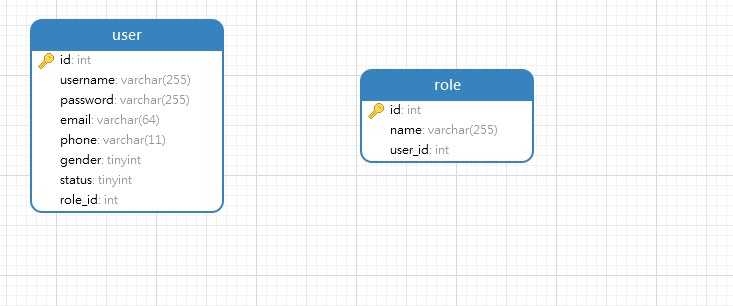 user
id: int
username: varchar(255)
password: varchar(255)
email: varchar(64)
phone: varchar(11)
gender: tinyint
status: tinyint
role_id: int
role
id: int
name: varchar(255)
user_id: int